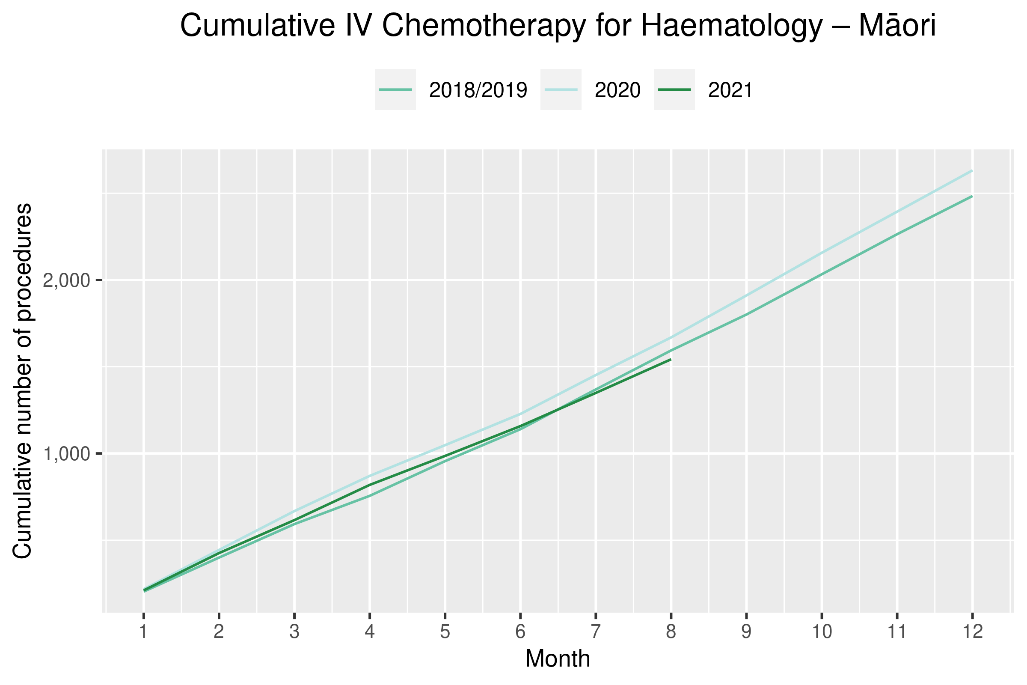 Cumulative IV Chemotherapy for Haematology – Māori
2018/2019 2020 2021
Cumulative number of procedures
2,000
1,000
1 2 3 4 5 6 7 8 9 10 11 12
Month